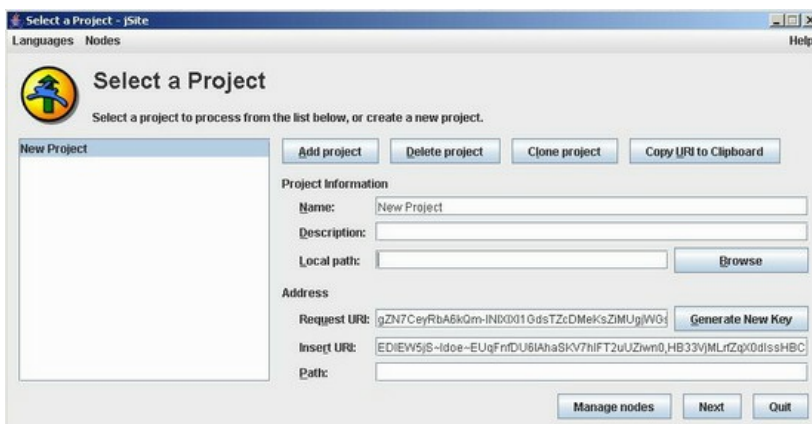 Select a Project - jSite
Languages Nodes Help
Select a Project
Select a project to process from the list below, or create a new project.
New Project
Add project Delete project Clone project Copy URI to Clipboard
Project Information
Name: New Project
Description:
Local path: Browse
Address
Request URI: Generate New Key
Insert URI:
Path:
Manage nodes Next Quit